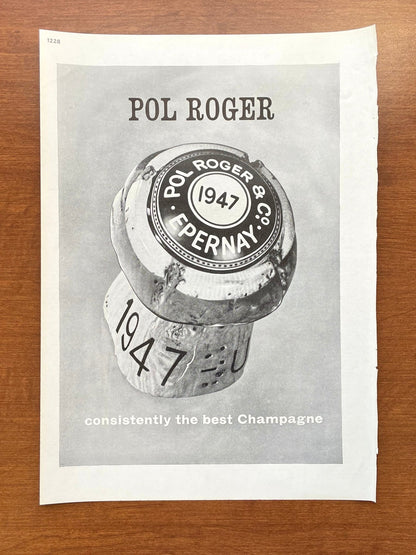 1228
POL ROGER
POL ROGER & Co
1947
· EPERNAY ·
1947
consistently the best Champagne